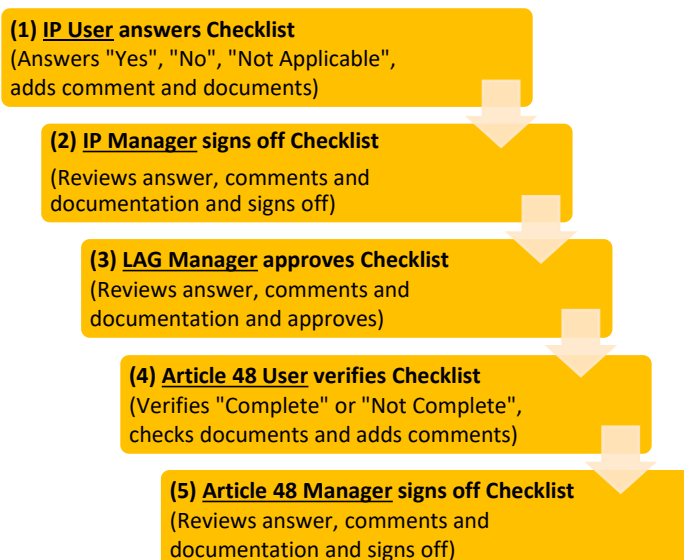 (1) IP User answers Checklist
(Answers "Yes", "No", "Not Applicable",
adds comment and documents)
(2) IP Manager signs off Checklist
(Reviews answer, comments and
documentation and signs off)
(3) LAG Manager approves Checklist
(Reviews answer, comments and
documentation and approves)
(4) Article 48 User verifies Checklist
(Verifies "Complete" or "Not Complete",
checks documents and adds comments)
(5) Article 48 Manager signs off Checklist
(Reviews answer, comments and
documentation and signs off)